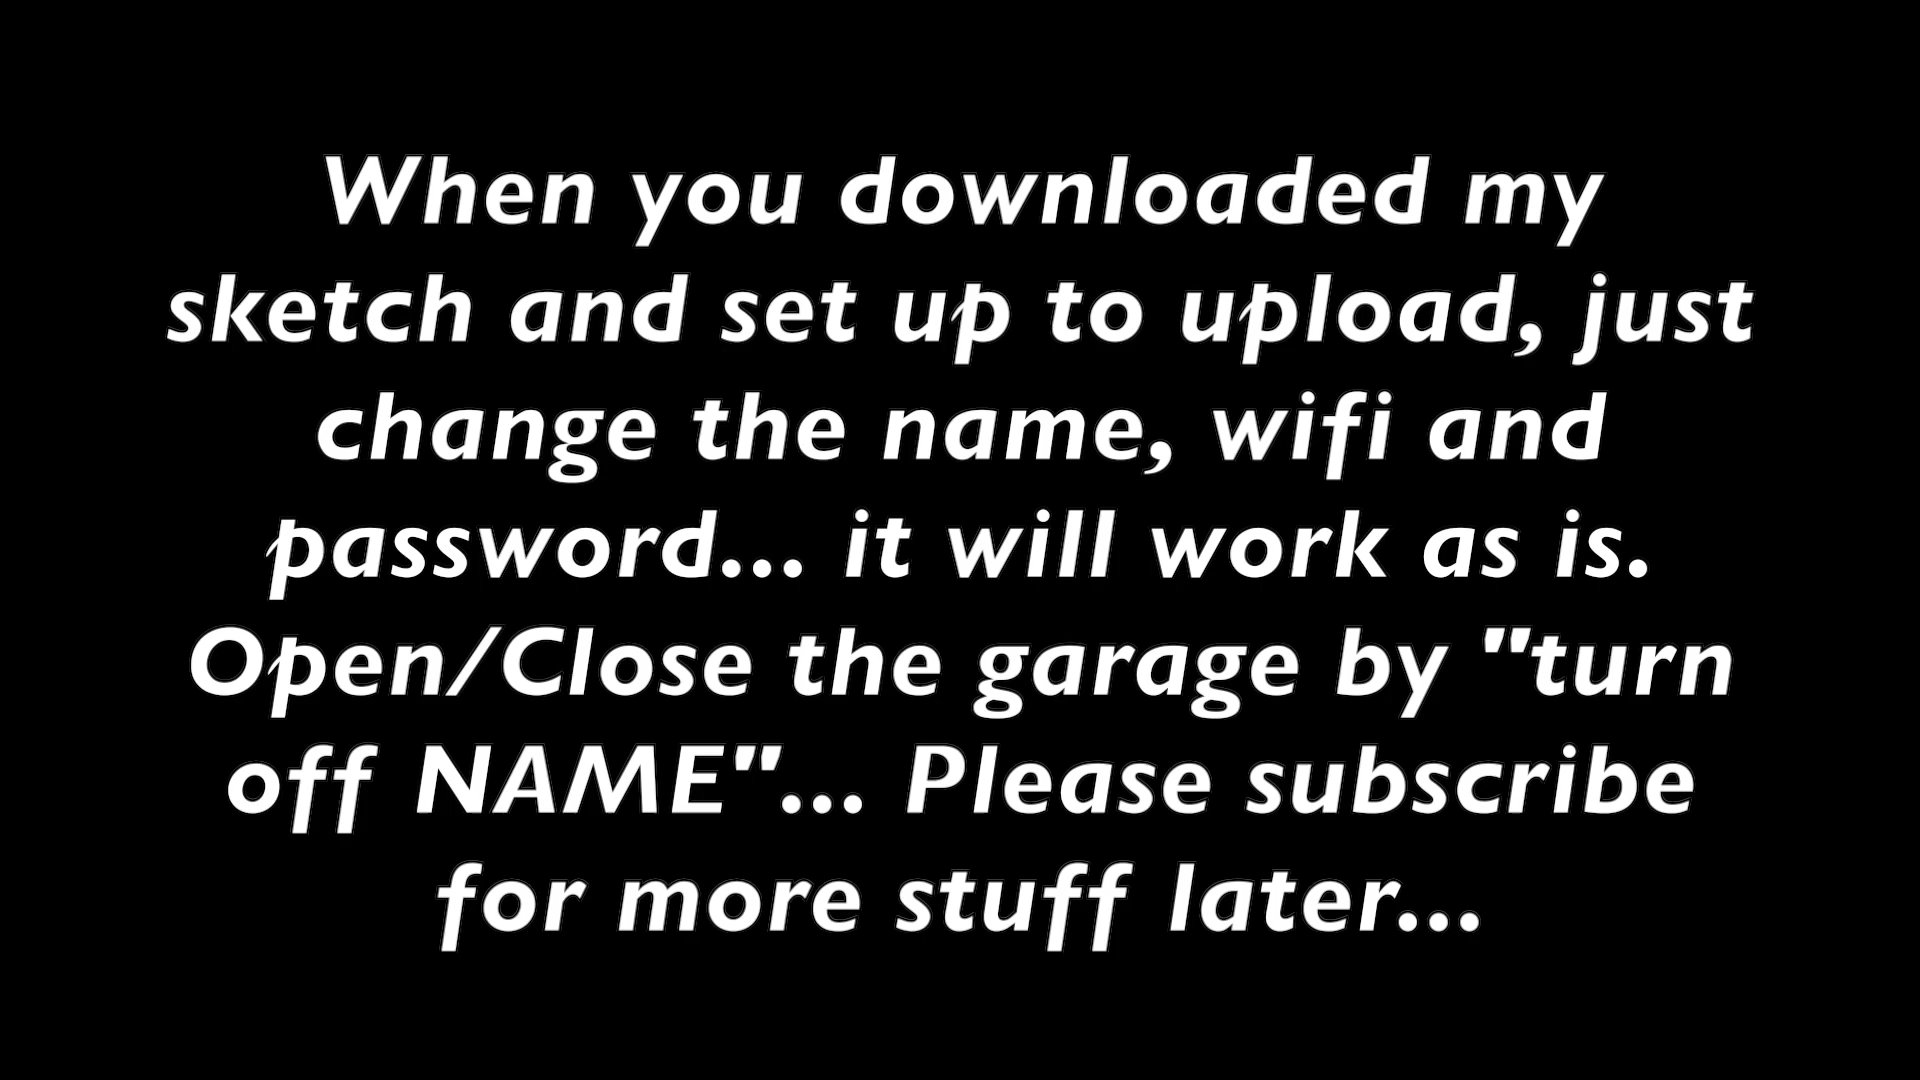 When you downloaded my
sketch and set up to upload, just
change the name, wifi and
password... it will work as is.
Open/Close the garage by "turn
off NAME"... Please subscribe
for more stuff later...